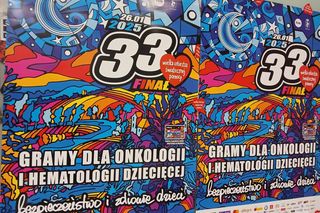 26.01
2025
33
FINAŁ
wielka orkiestra
świątecznej
pomocy
GRAMY DLA ONKOLOGII
I HEMATOLOGII DZIECIĘCEJ
bezpieczeństwo i zdrowie dzieci
26.01
2025
33
FINAŁ
wielka orkiestra
świątecznej
pomocy
GRAMY DLA ONKOLOGII
I HEMATOLOGII DZIECIĘCEJ
bezpieczeństwo i zdrowie dzieci